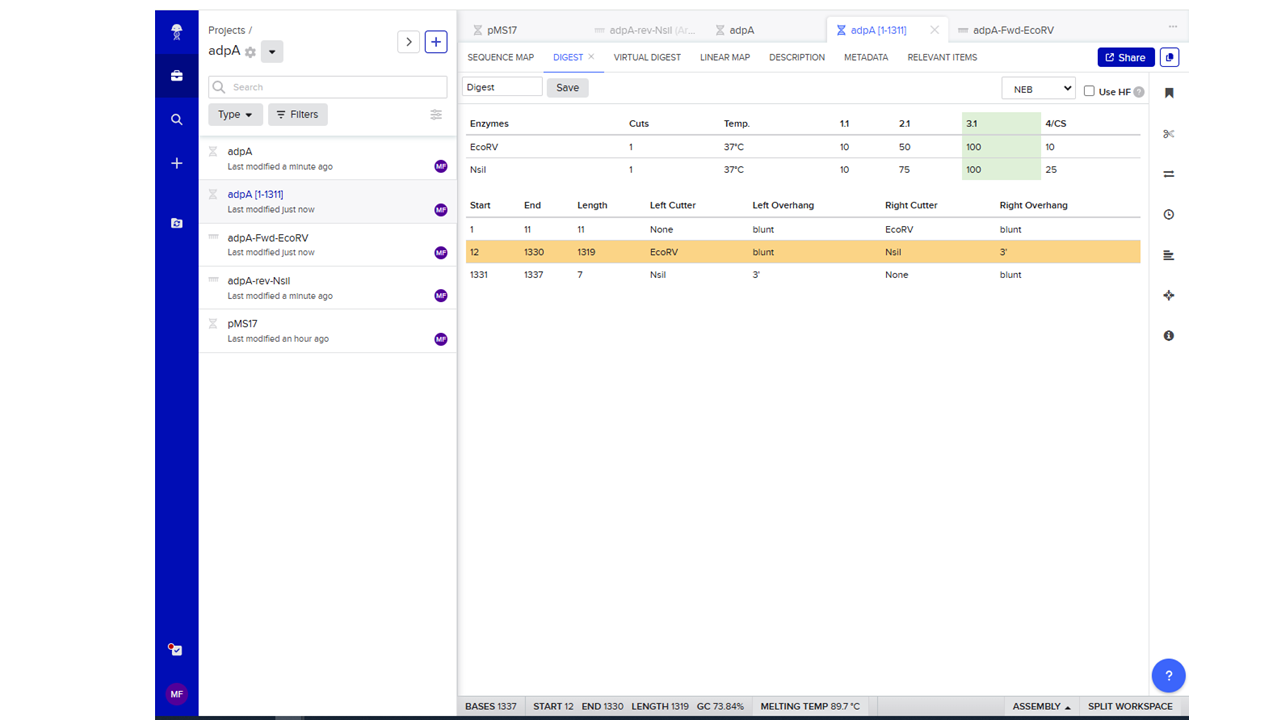 Projects /
adpA
Search
Type
Filters
adpA
Last modified a minute ago
MF
adpA [1-1311]
Last modified just now
MF
adpA-Fwd-EcoRV
Last modified just now
MF
adpA-rev-NsiI
Last modified a minute ago
MF
pMS17
Last modified an hour ago
MF
MF
pMS17 adpA-rev-NsiI (Ar... adpA adpA [1-1311] adpA-Fwd-EcoRV
SEQUENCE MAP DIGEST VIRTUAL DIGEST LINEAR MAP DESCRIPTION METADATA RELEVANT ITEMS Share
Digest Save NEB Use HF ?
Enzymes Cuts Temp. 1.1 2.1 3.1 4/CS
EcoRV 1 37°C 10 50 100 10
NsiI 1 37°C 10 75 100 25
Start End Length Left Cutter Left Overhang Right Cutter Right Overhang
1 11 11 None blunt EcoRV blunt
12 1330 1319 EcoRV blunt NsiI 3'
1331 1337 7 NsiI 3' None blunt
?
BASES 1337 START 12 END 1330 LENGTH 1319 GC 73.84% MELTING TEMP 89.7 °C ASSEMBLY SPLIT WORKSPACE